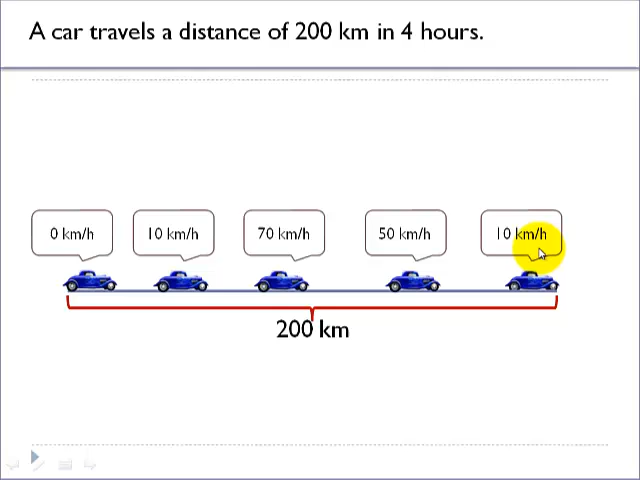 A car travels a distance of 200 km in 4 hours.
0 km/h
10 km/h
70 km/h
50 km/h
10 km/h
200 km